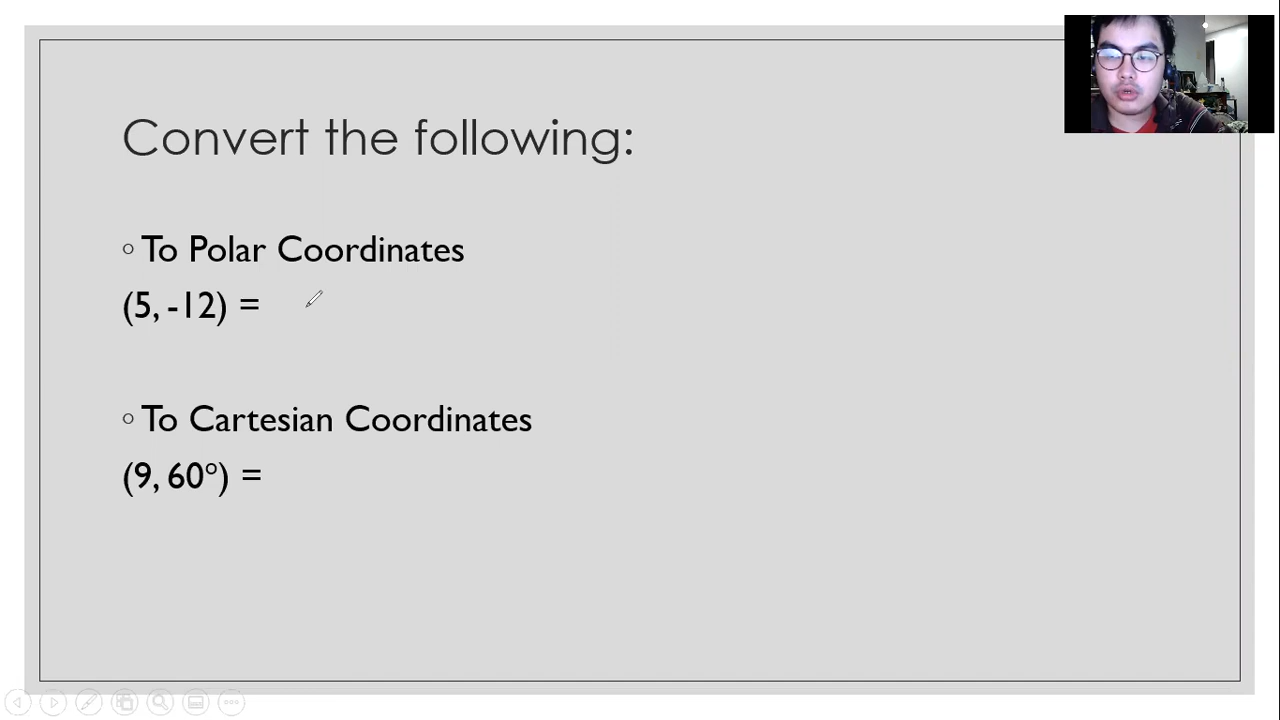 Convert the following:
To Polar Coordinates
(5, -12) =
To Cartesian Coordinates
(9, 60°) =